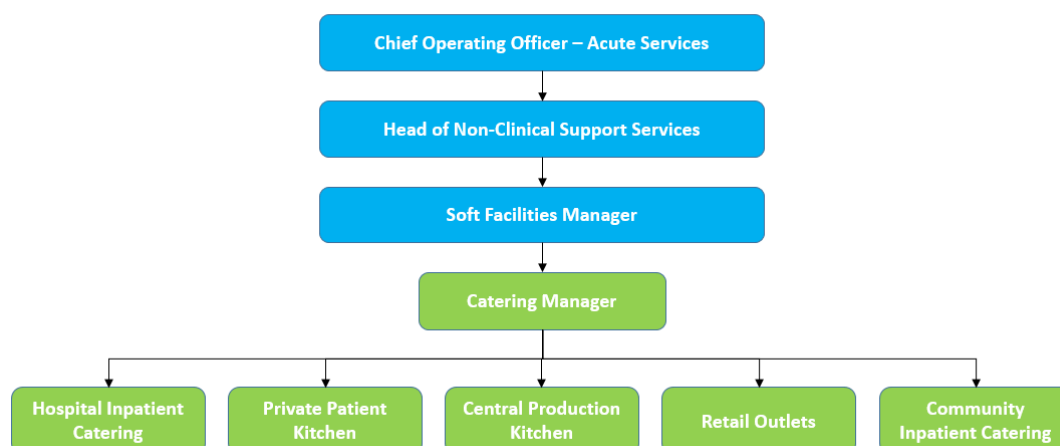 Chief Operating Officer – Acute Services
Head of Non-Clinical Support Services
Soft Facilities Manager
Catering Manager
Hospital Inpatient
Catering
Private Patient
Kitchen
Central Production
Kitchen
Retail Outlets
Community
Inpatient Catering